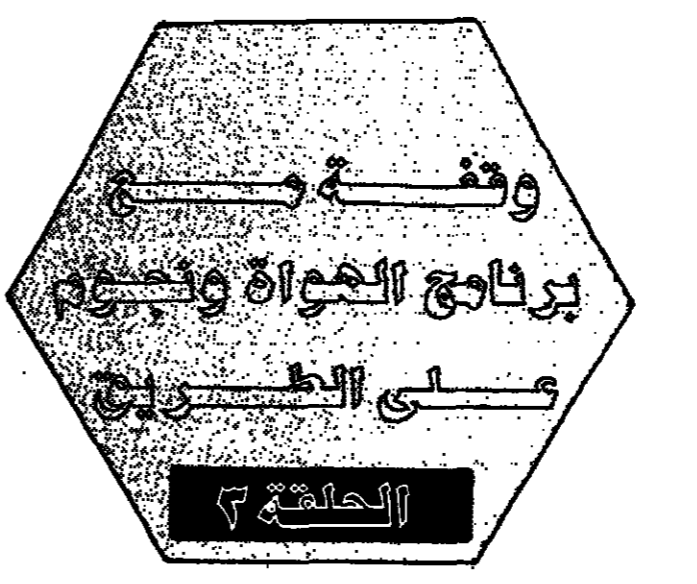 وقفة مع
برنامج الهواة ونجوم
على الطريق
الحلقة ٣